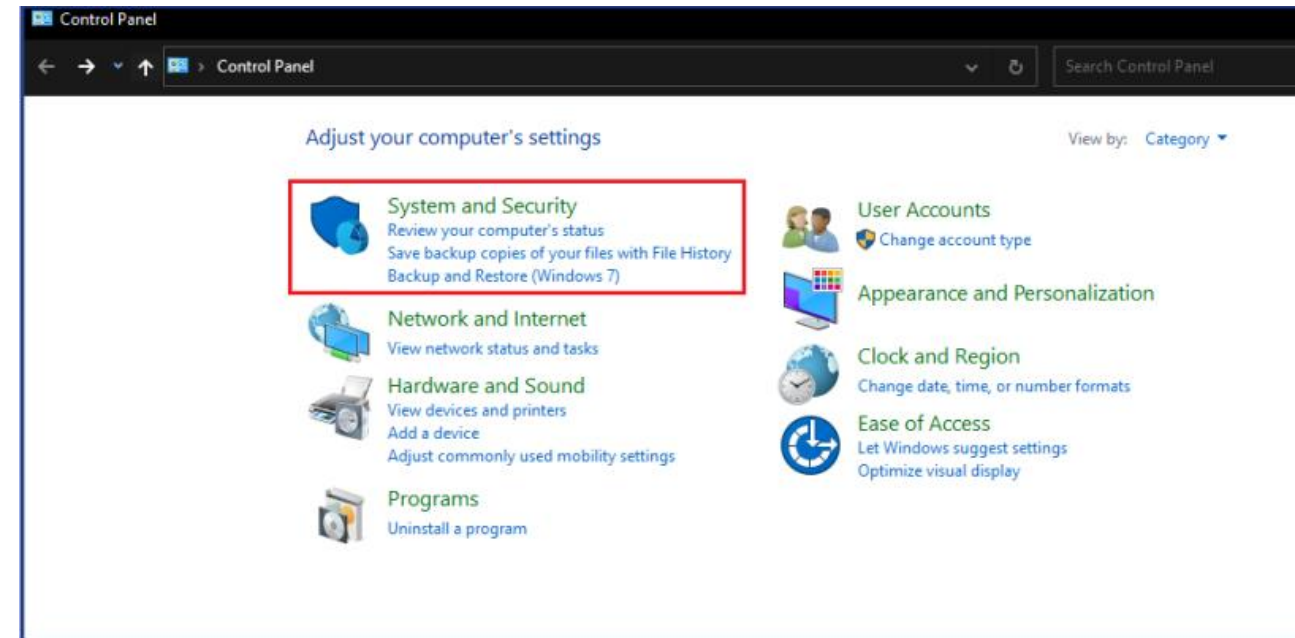 Control Panel
Control Panel
Search Control Panel
Adjust your computer's settings
View by: Category
System and Security
Review your computer's status
Save backup copies of your files with File History
Backup and Restore (Windows 7)
Network and Internet
View network status and tasks
Hardware and Sound
View devices and printers
Add a device
Adjust commonly used mobility settings
Programs
Uninstall a program
User Accounts
Change account type
Appearance and Personalization
Clock and Region
Change date, time, or number formats
Ease of Access
Let Windows suggest settings
Optimize visual display